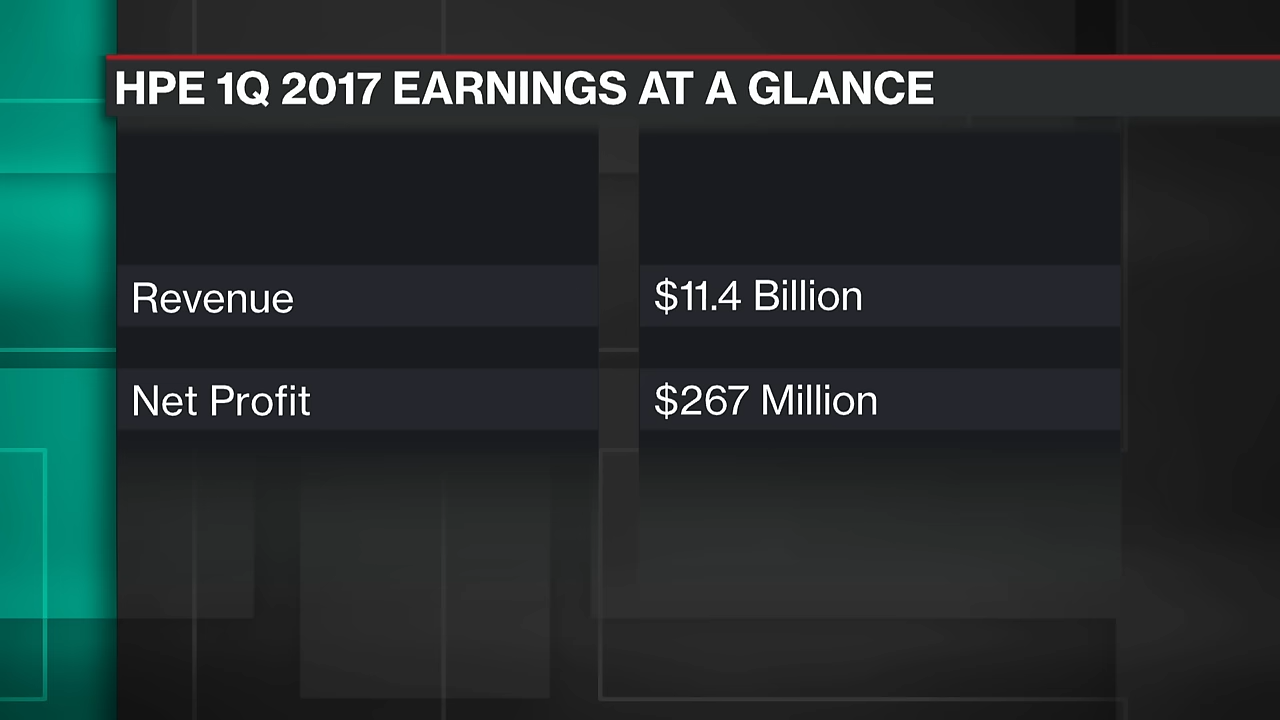 HPE 1Q 2017 EARNINGS AT A GLANCE
Revenue $11.4 Billion
Net Profit $267 Million